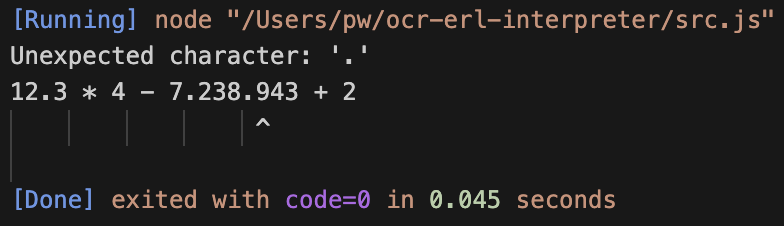 [Running] node "/Users/pw/ocr-erl-interpreter/src.js"
Unexpected character: '.'
12.3 * 4 - 7.238.943 + 2
^
[Done] exited with code=0 in 0.045 seconds